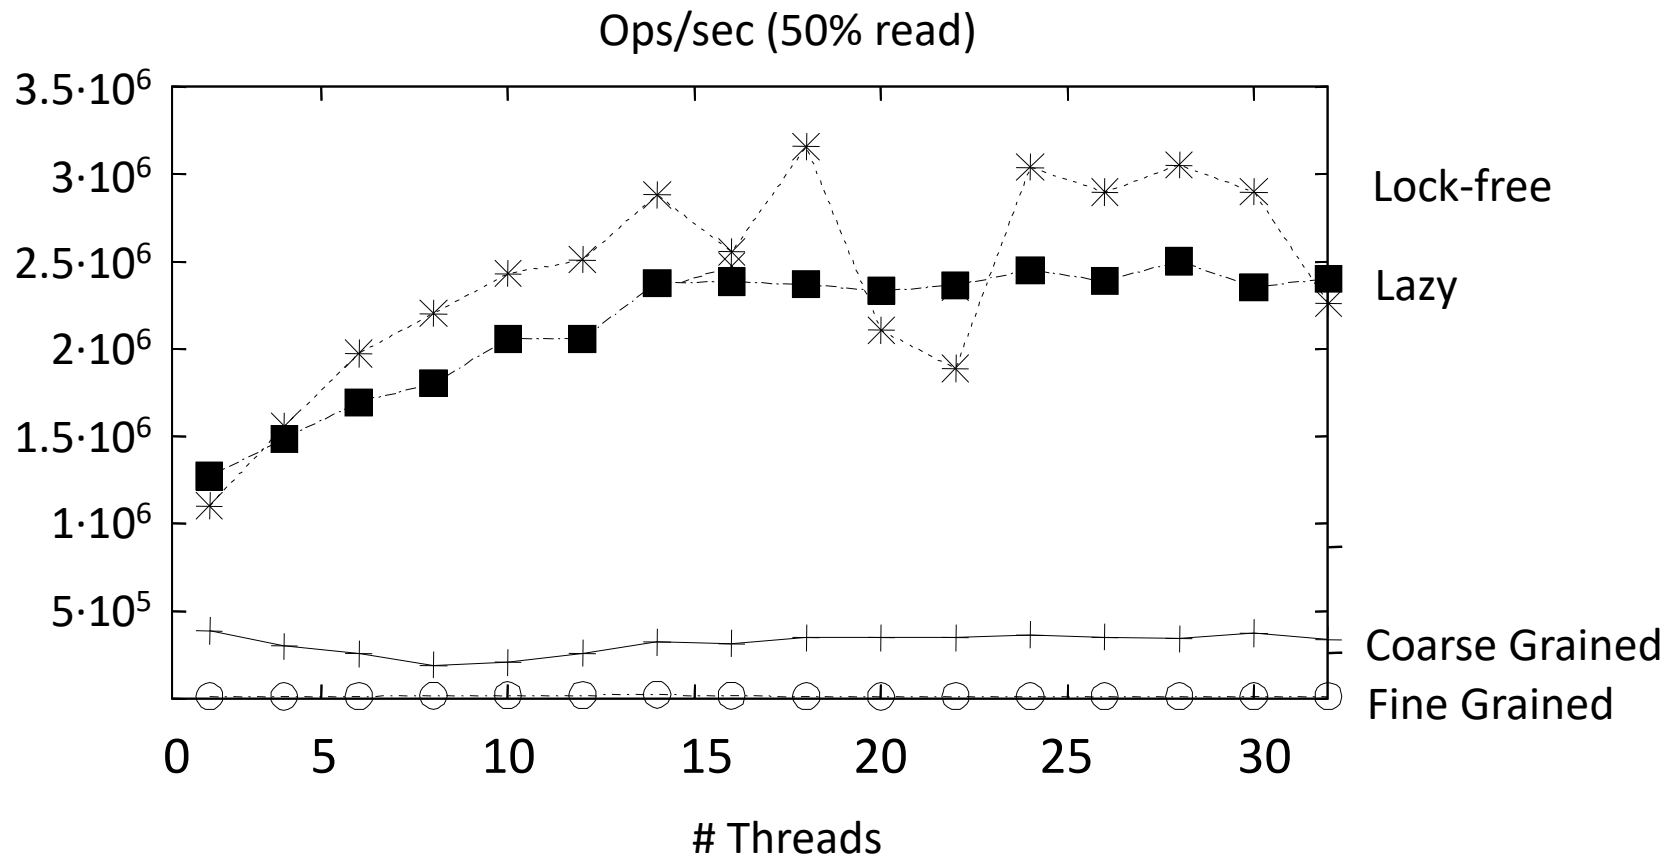 Ops/sec (50% read)
3.5·10⁶
3·10⁶
2.5·10⁶
2·10⁶
1.5·10⁶
1·10⁶
5·10⁵
Lock-free
Lazy
Coarse Grained
Fine Grained
0 5 10 15 20 25 30
# Threads